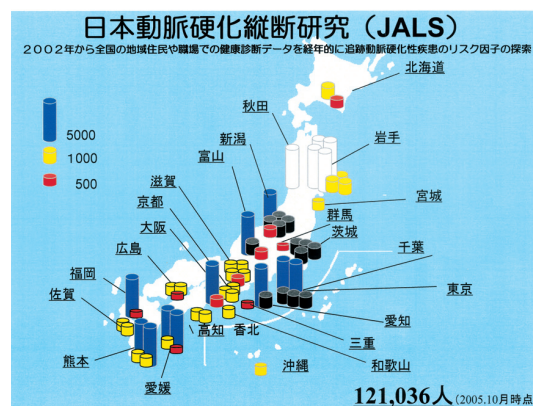 日本動脈硬化縦断研究（JALS）
2002年から全国の地域住民や職場での健康診断データを経年的に追跡動脈硬化性疾患のリスク因子の探索
北海道
秋田
5000
1000
500
新潟
岩手
富山
滋賀
宮城
京都
群馬
大阪
茨城
広島
千葉
福岡
東京
佐賀
愛知
高知
香北
三重
熊本
和歌山
愛媛
沖縄
121,036人(2005.10月時点